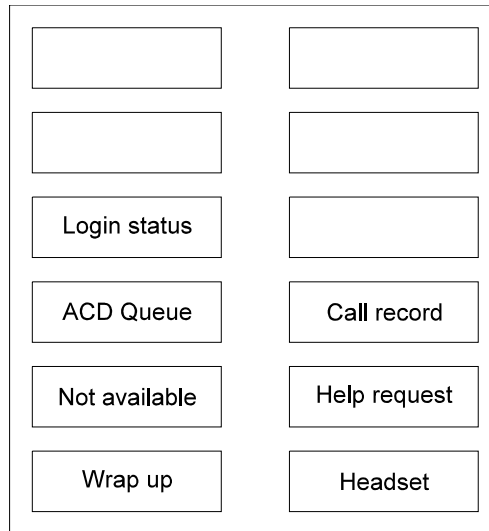 Login status
ACD Queue
Call record
Not available
Help request
Wrap up
Headset